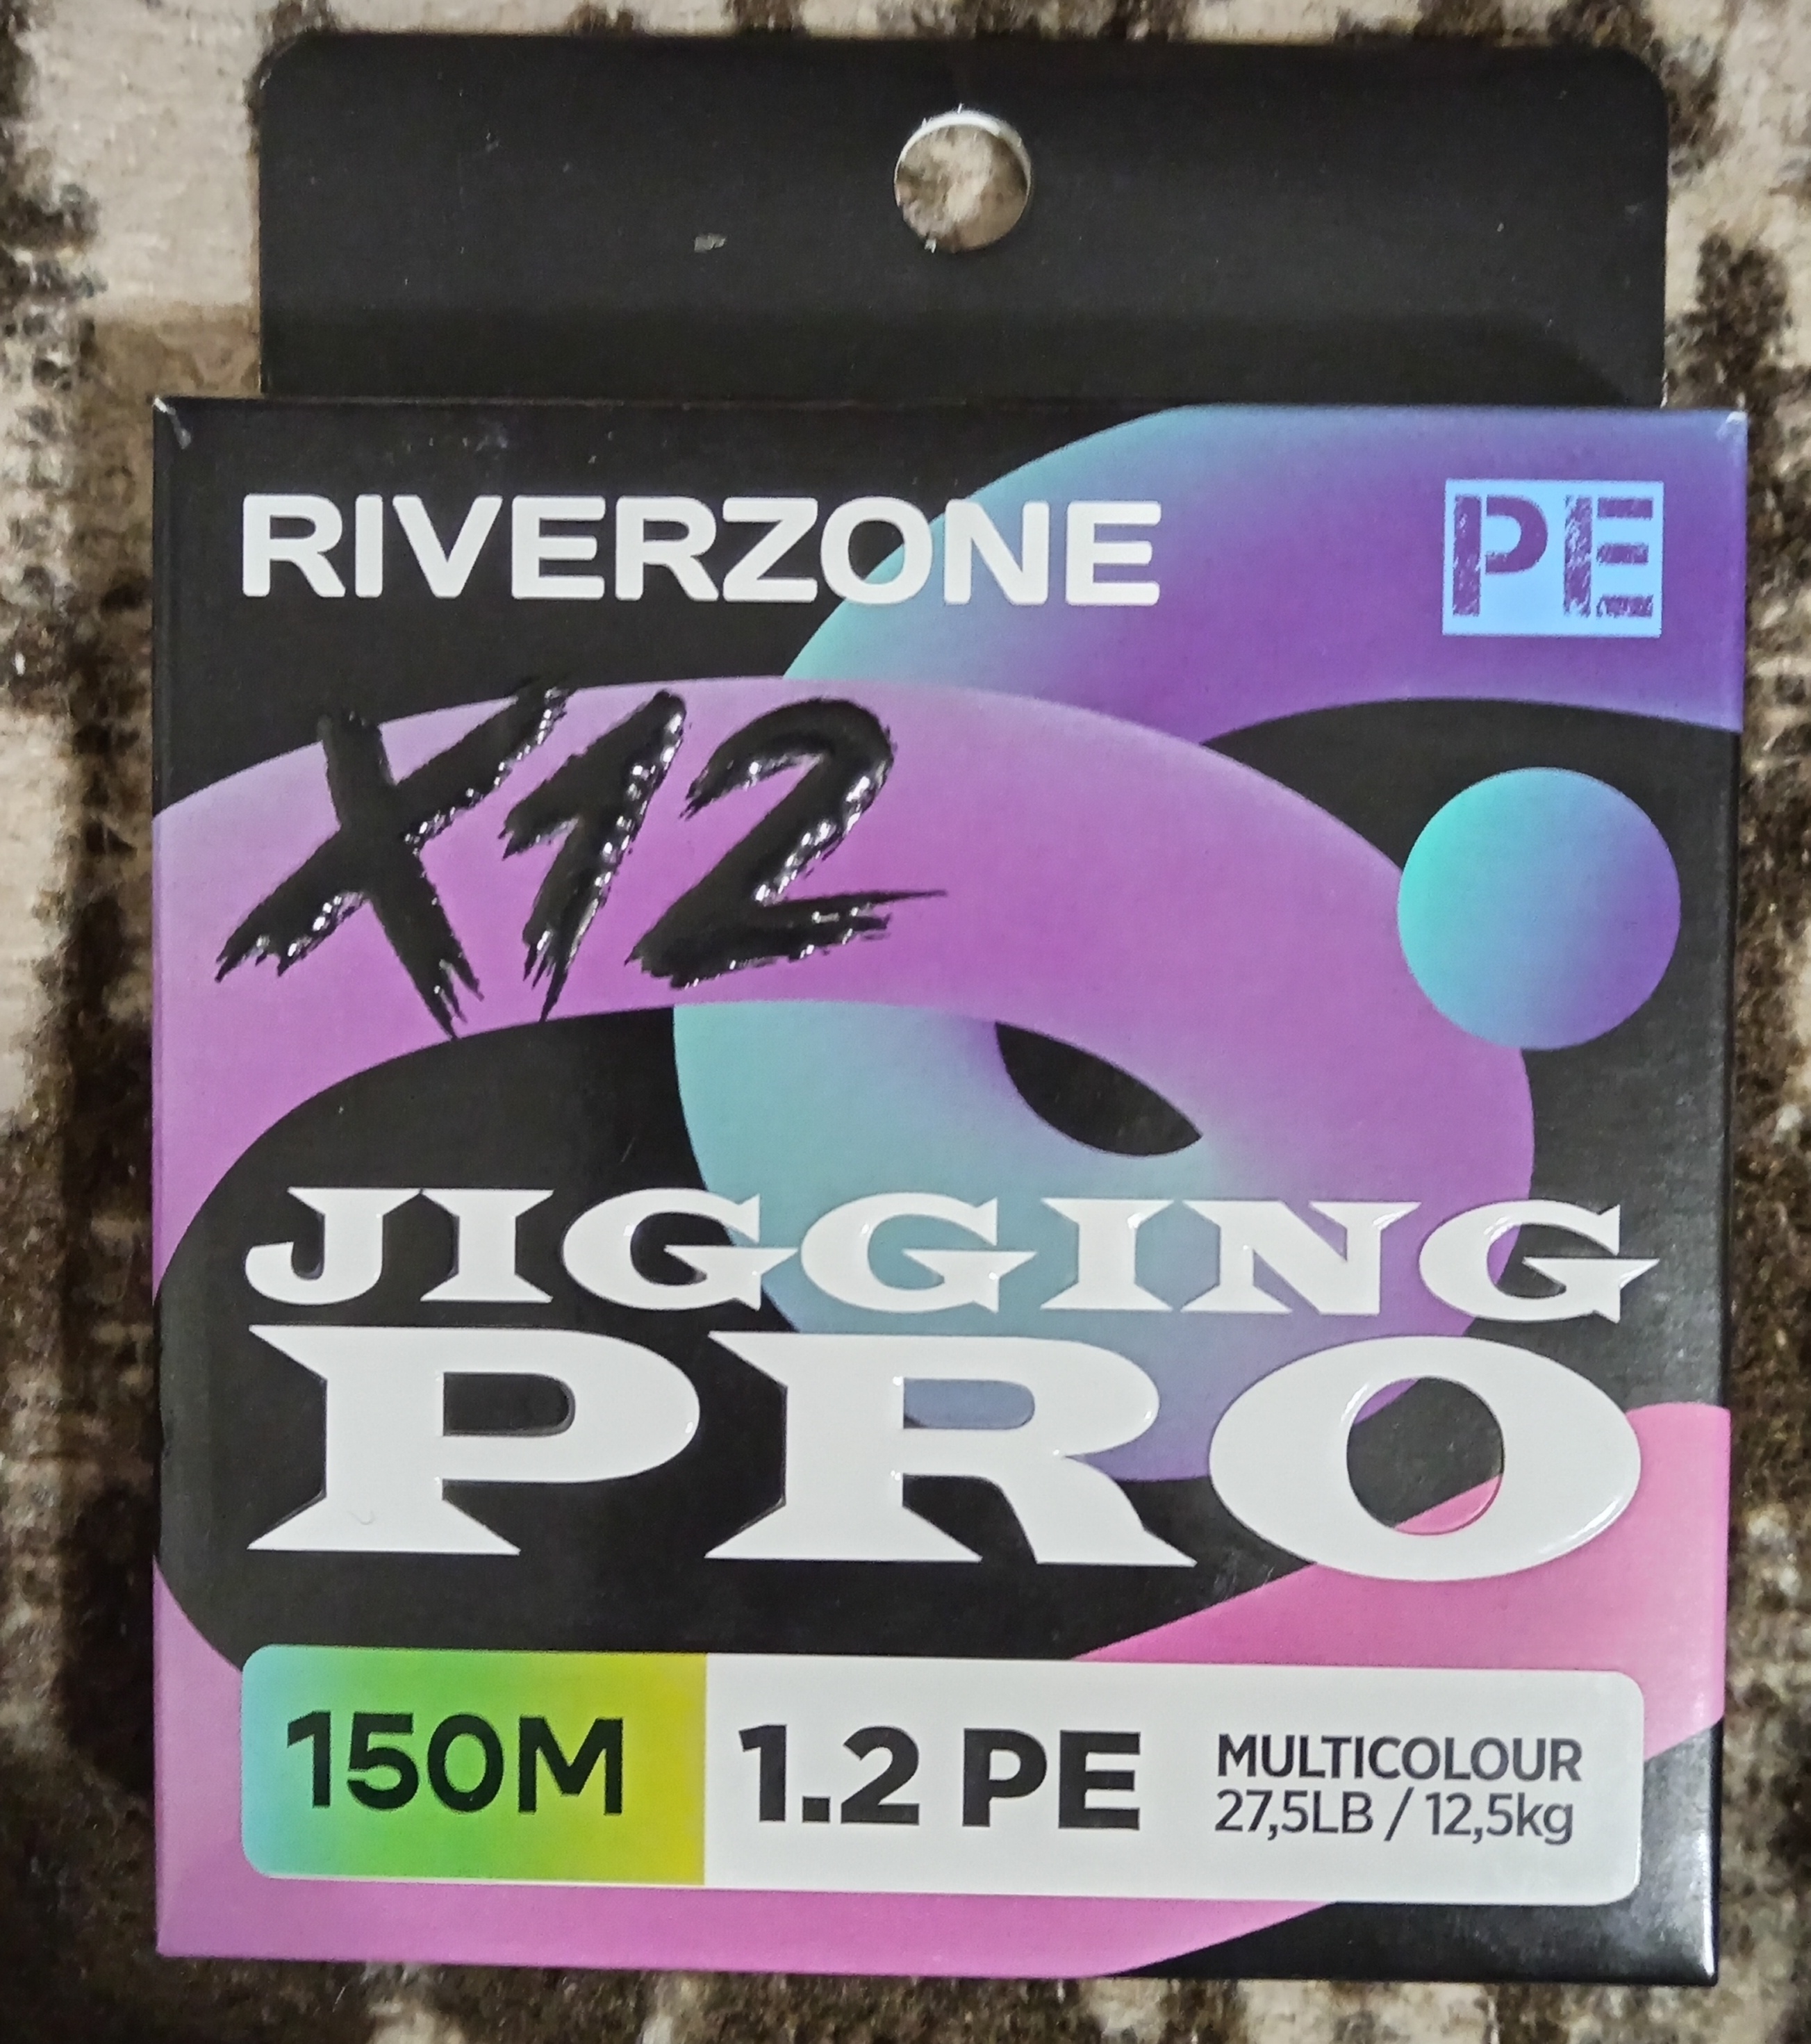 RIVERZONE
PE
X12
JIGGING
PRO
150M
1.2 PE
MULTICOLOUR
27,5LB / 12,5kg